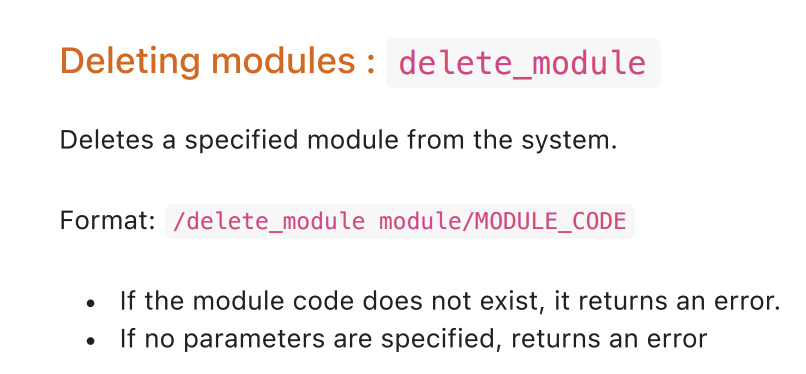 Deleting modules : delete_module
Deletes a specified module from the system.
Format: /delete_module module/MODULE_CODE
• If the module code does not exist, it returns an error.
• If no parameters are specified, returns an error